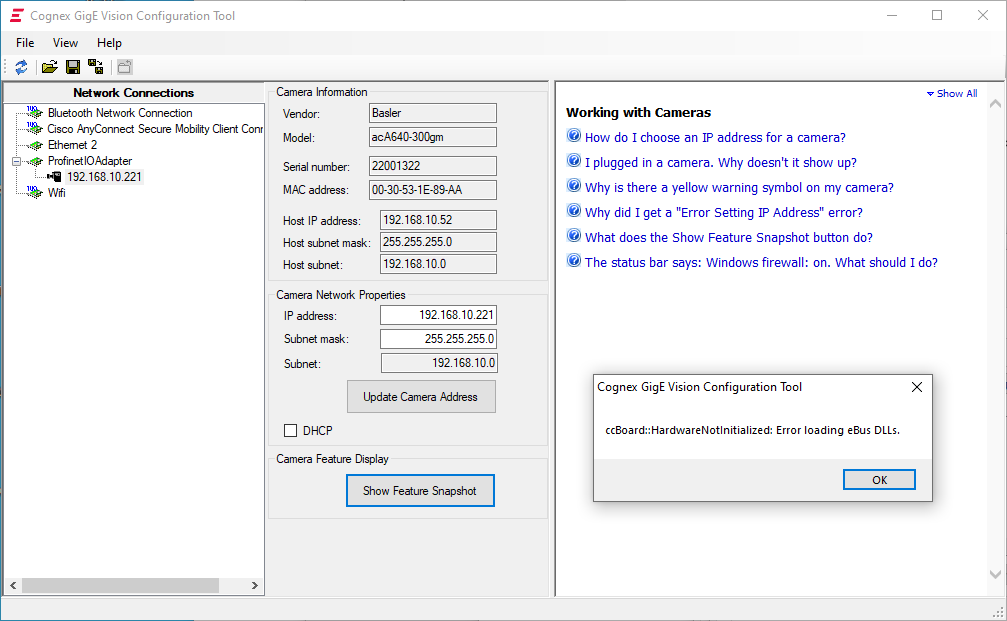 Cognex GigE Vision Configuration Tool
File View Help
Network Connections
Bluetooth Network Connection
Cisco AnyConnect Secure Mobility Client Conn
Ethernet 2
ProfinetIOAdapter
192.168.10.221
Wifi
Camera Information
Vendor: Basler
Model: acA640-300gm
Serial number: 22001322
MAC address: 00-30-53-1E-89-AA
Host IP address: 192.168.10.52
Host subnet mask: 255.255.255.0
Host subnet: 192.168.10.0
Camera Network Properties
IP address: 192.168.10.221
Subnet mask: 255.255.255.0
Subnet: 192.168.10.0
Update Camera Address
DHCP
Camera Feature Display
Show Feature Snapshot
Show All
Working with Cameras
How do I choose an IP address for a camera?
I plugged in a camera. Why doesn't it show up?
Why is there a yellow warning symbol on my camera?
Why did I get a "Error Setting IP Address" error?
What does the Show Feature Snapshot button do?
The status bar says: Windows firewall: on. What should I do?
Cognex GigE Vision Configuration Tool
ccBoard::HardwareNotInitialized: Error loading eBus DLLs.
OK